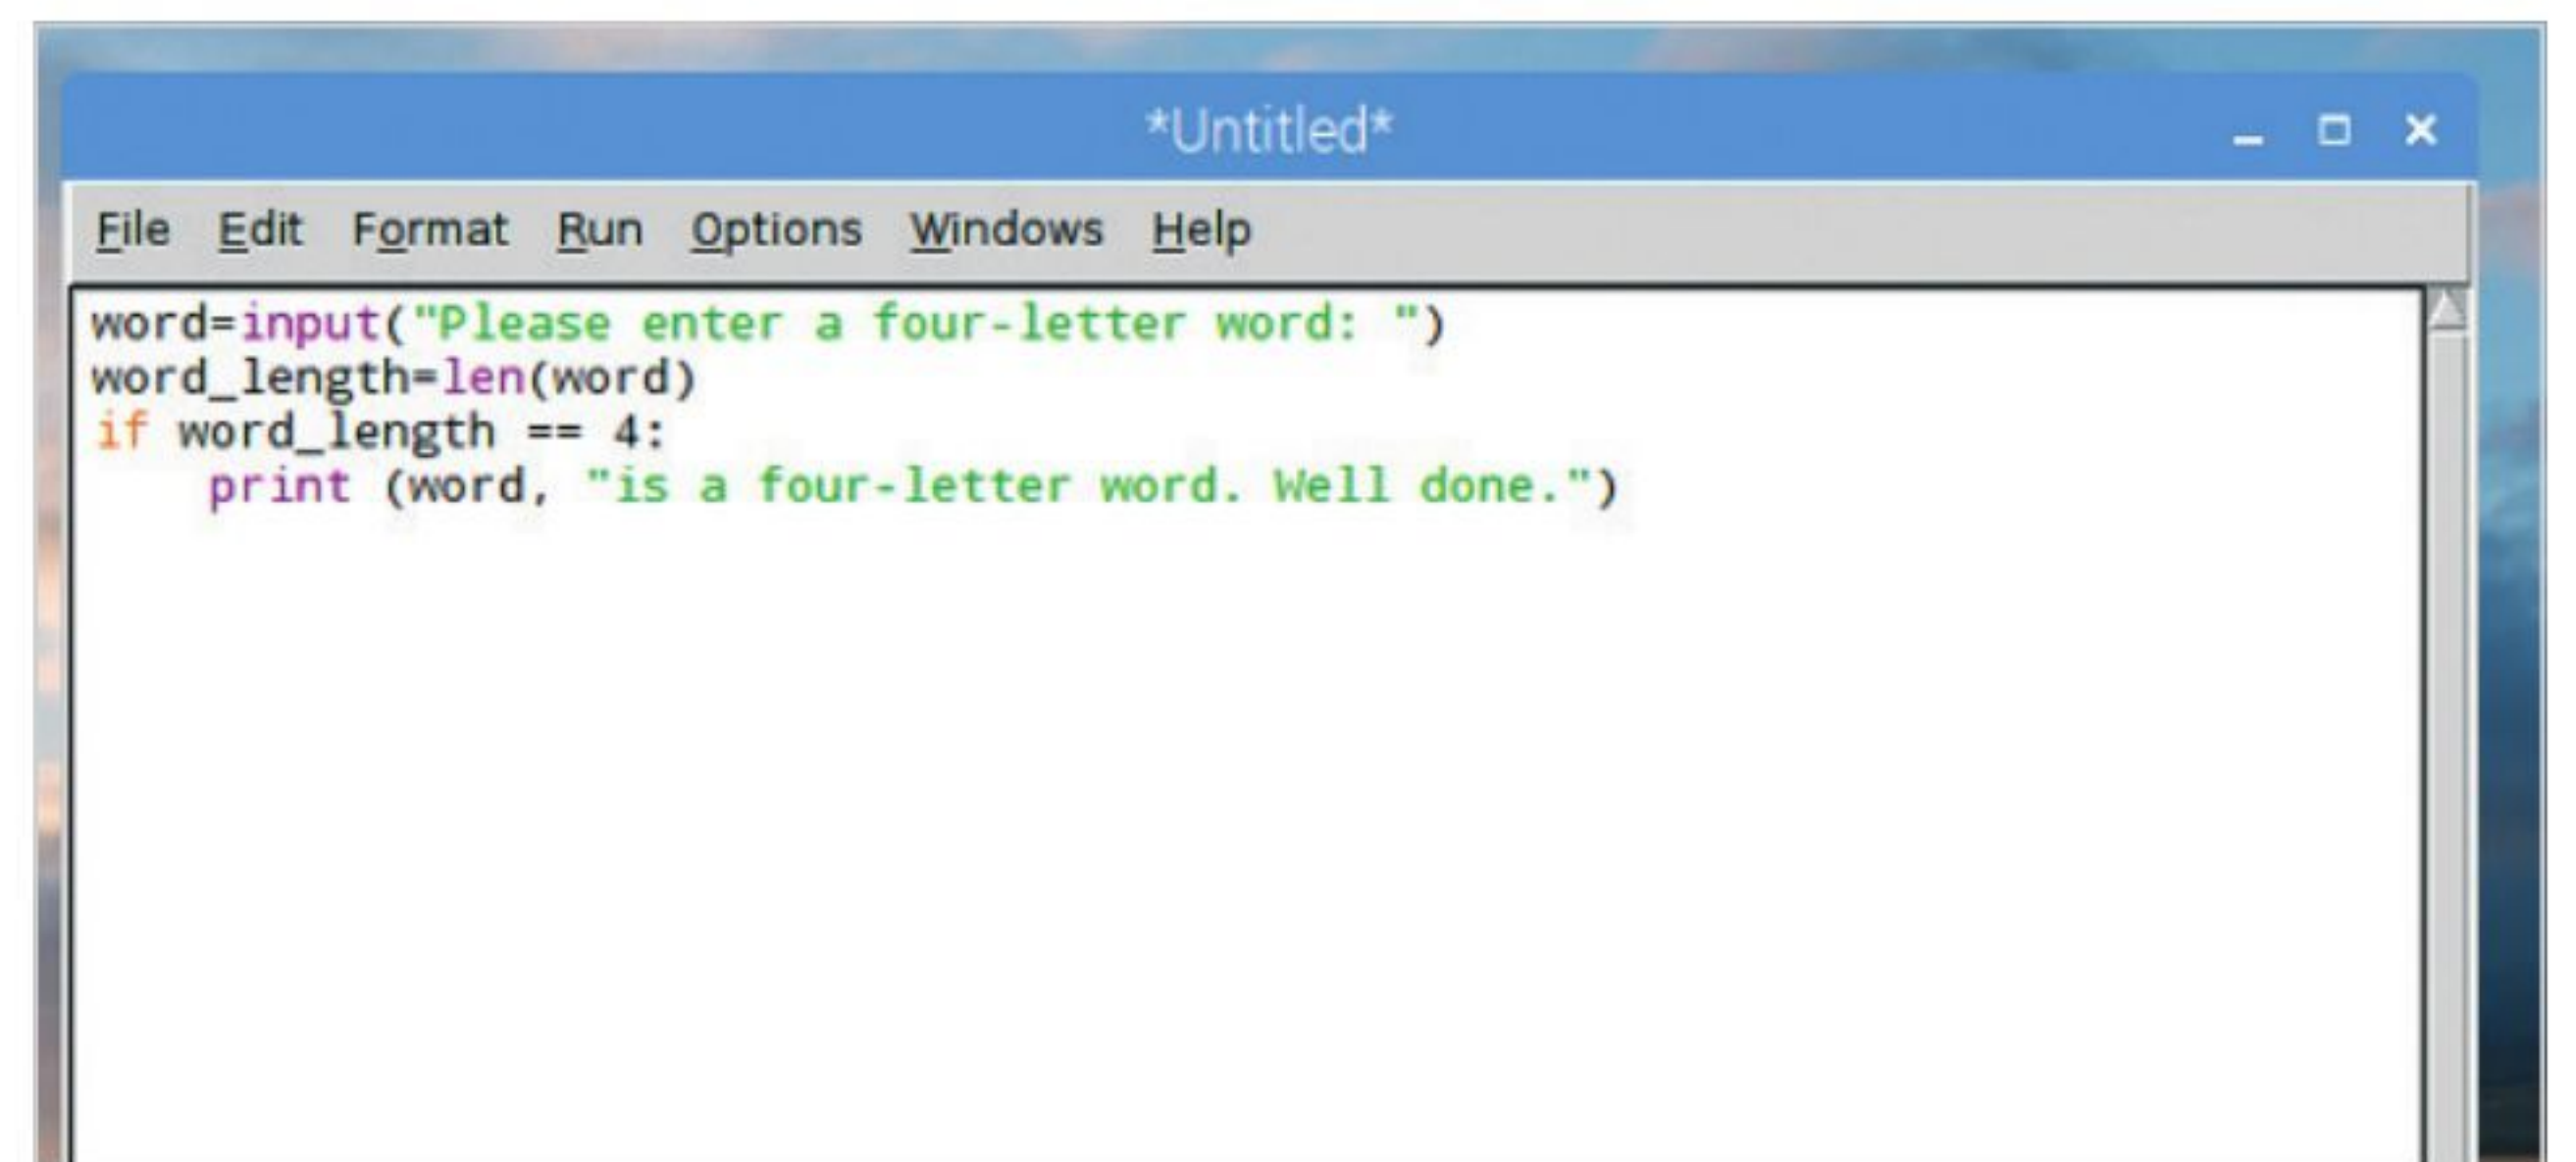 *Untitled*
File Edit Format Run Options Windows Help
word=input("Please enter a four-letter word: ")
word_length=len(word)
if word_length == 4:
    print (word, "is a four-letter word. Well done.")